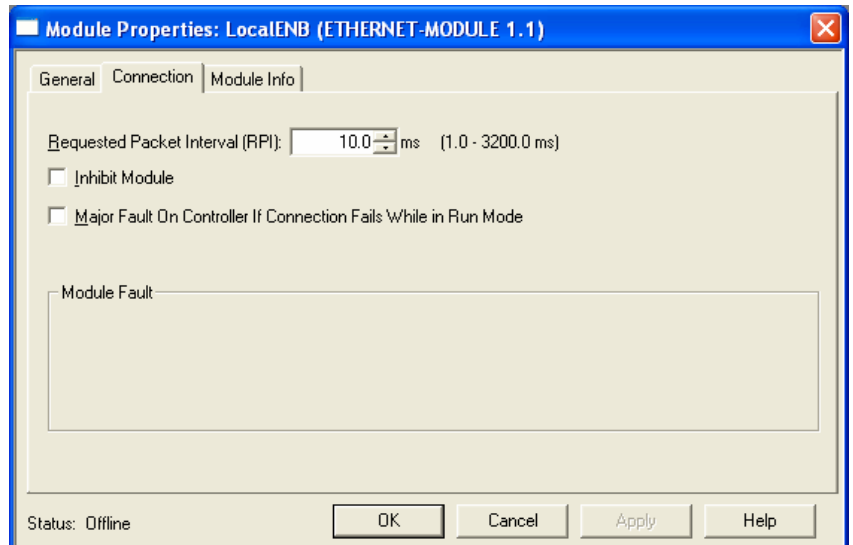 Module Properties: LocalENB (ETHERNET-MODULE 1.1)
General Connection Module Info
Requested Packet Interval (RPI): 10.0 ms (1.0 - 3200.0 ms)
Inhibit Module
Major Fault On Controller If Connection Fails While in Run Mode
Module Fault
Status: Offline OK Cancel Apply Help